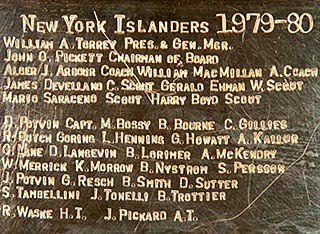 NEW YORK ISLANDERS 1979-80
WILLIAM A. TORREY PRES. & GEN. MGR.
JOHN O. PICKETT CHAIRMAN OF BOARD
ALGER J. ARBOUR COACH WILLIAM MACMILLAN A. COACH
JAMES DEVELLANO C. SCOUT GERALD EHMAN W. SCOUT
MARIO SARACENO SCOUT HARRY BOYD SCOUT
D. POTVIN CAPT. M. BOSSY B. BOURNE C. GILLIES
R. BUTCH GORING L. HENNING G. HOWATT A. KALLUR
G. LANE D. LANGEVIN B. LORIMER A. MCKENDRY
W. MERRICK K. MORROW B. NYSTROM S. PERSSON
J. POTVIN G. RESCH B. SMITH D. SUTTER
S. TAMBELLINI J. TONELLI B. TROTTIER
R. WASKE H.T. J. PICKARD A.T.